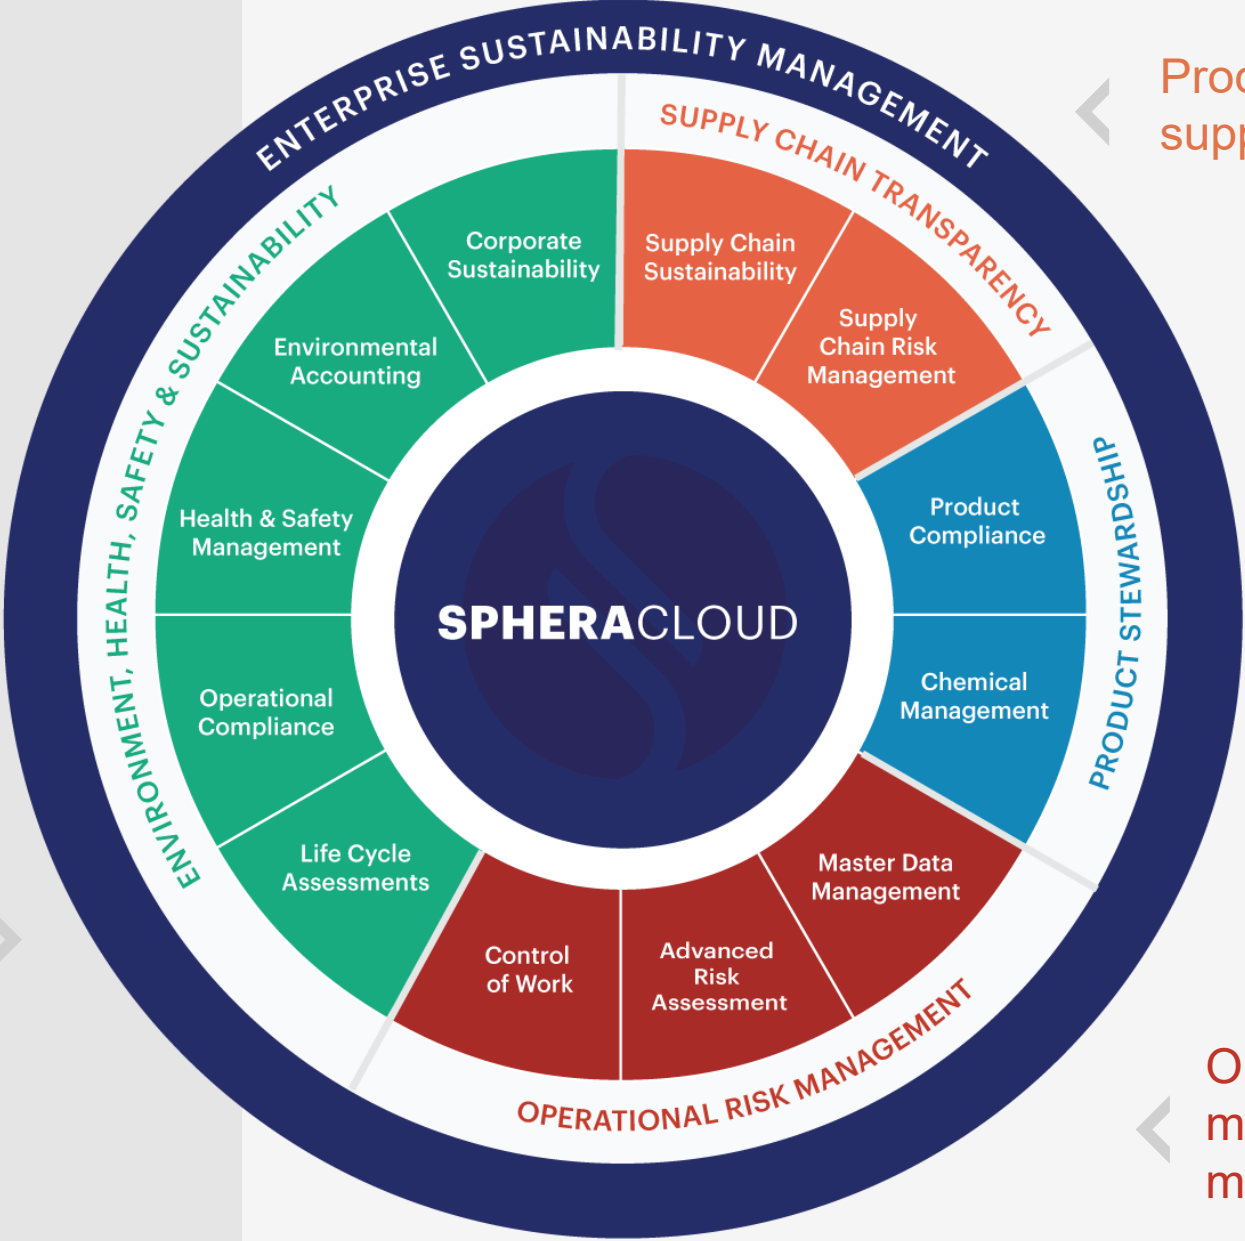 ENTERPRISE SUSTAINABILITY MANAGEMENT
SUPPLY CHAIN TRANSPARENCY
Supply Chain
Sustainability
Supply
Chain Risk
Management
PRODUCT STEWARDSHIP
Product
Compliance
Chemical
Management
OPERATIONAL RISK MANAGEMENT
Master Data
Management
Advanced
Risk
Assessment
Control
of Work
ENVIRONMENT, HEALTH, SAFETY & SUSTAINABILITY
Life Cycle
Assessments
Operational
Compliance
Health & Safety
Management
Environmental
Accounting
Corporate
Sustainability
SPHERACLOUD